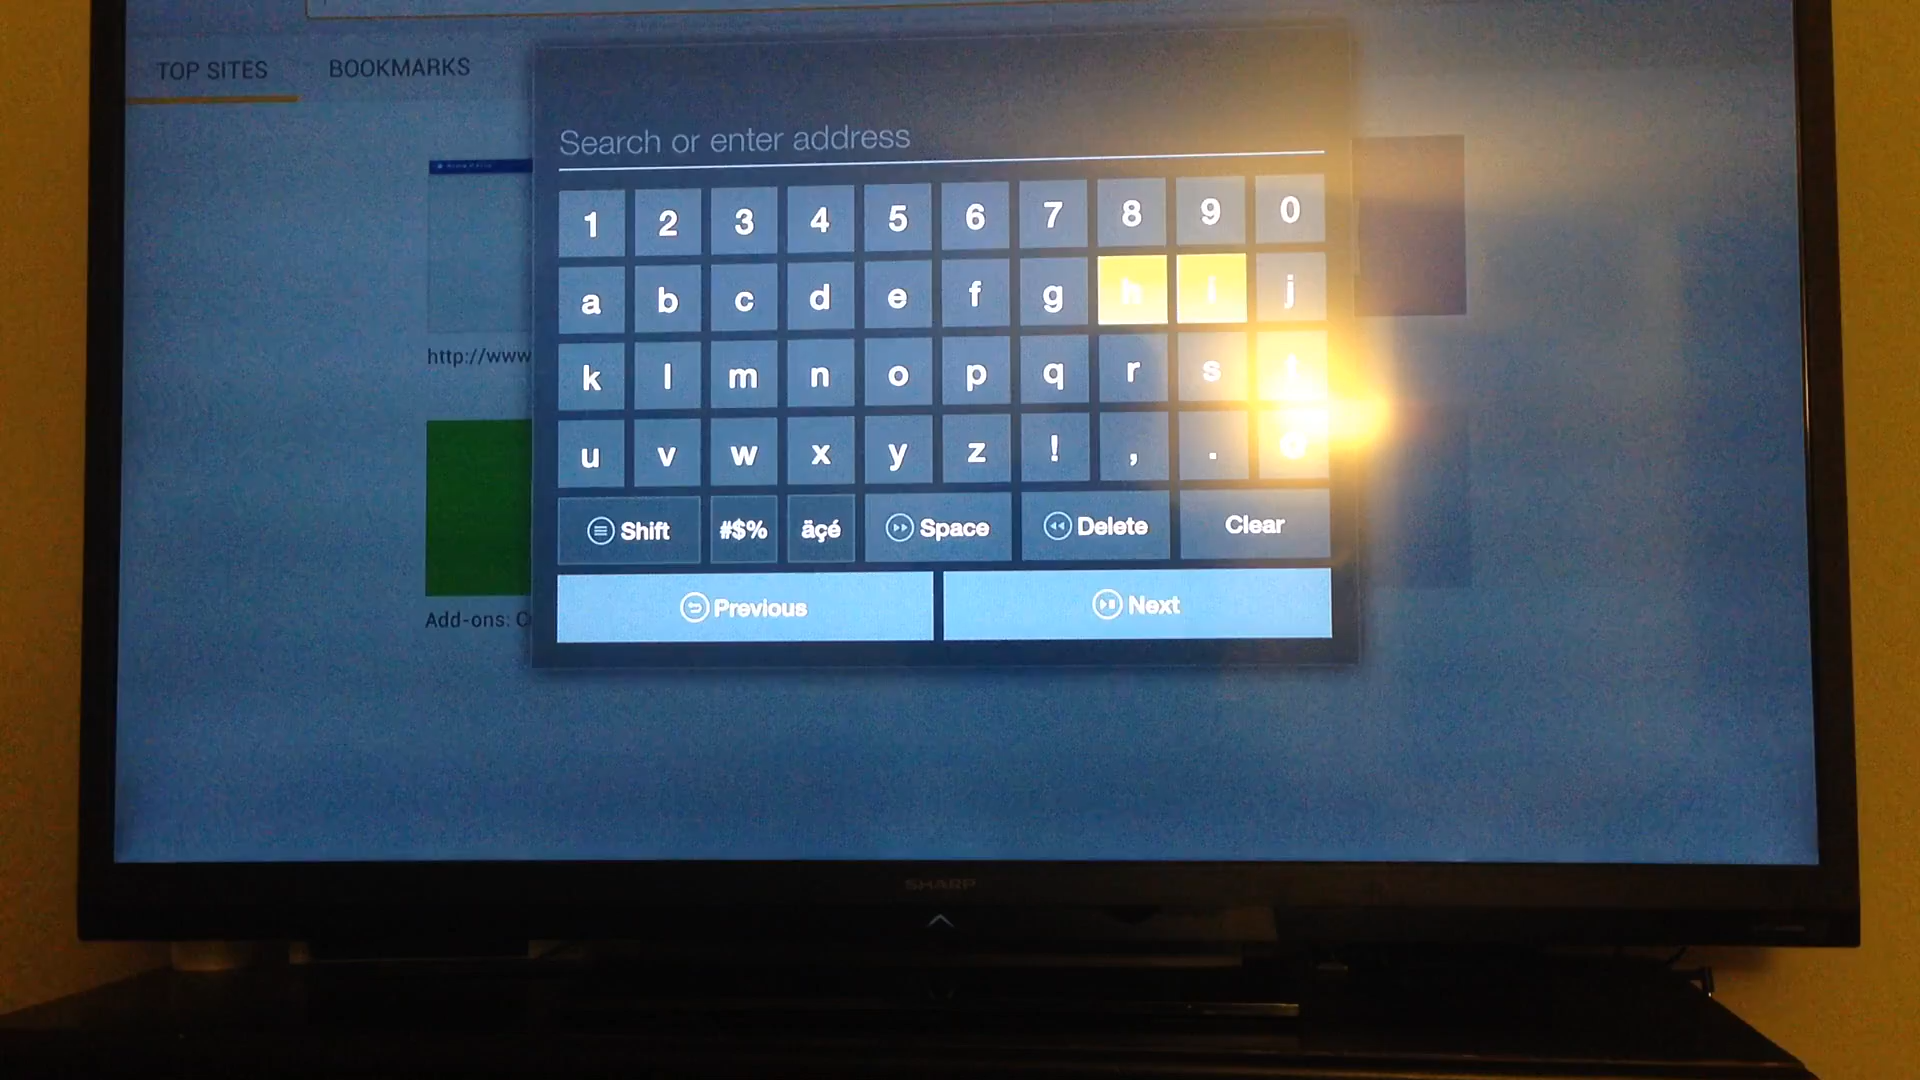 TOP SITES BOOKMARKS
Search or enter address
1 2 3 4 5 6 7 8 9 0
a b c d e f g h i j
http://www
k l m n o p q r s t
u v w x y z ! , . @
Shift #$% äçé Space Delete Clear
Previous Next
Add-ons:
SHARP